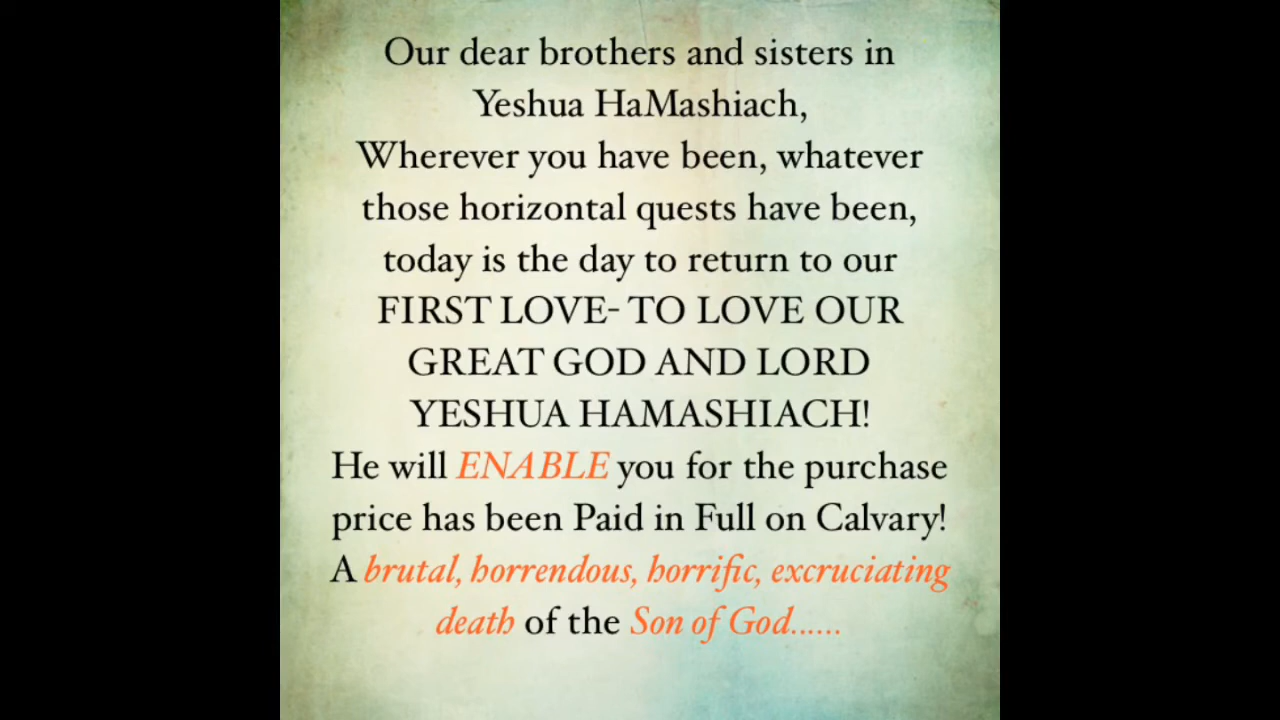 Our dear brothers and sisters in
Yeshua HaMashiach,
Wherever you have been, whatever
those horizontal quests have been,
today is the day to return to our
FIRST LOVE- TO LOVE OUR
GREAT GOD AND LORD
YESHUA HAMASHIACH!
He will ENABLE you for the purchase
price has been Paid in Full on Calvary!
A brutal, horrendous, horrific, excruciating
death of the Son of God......